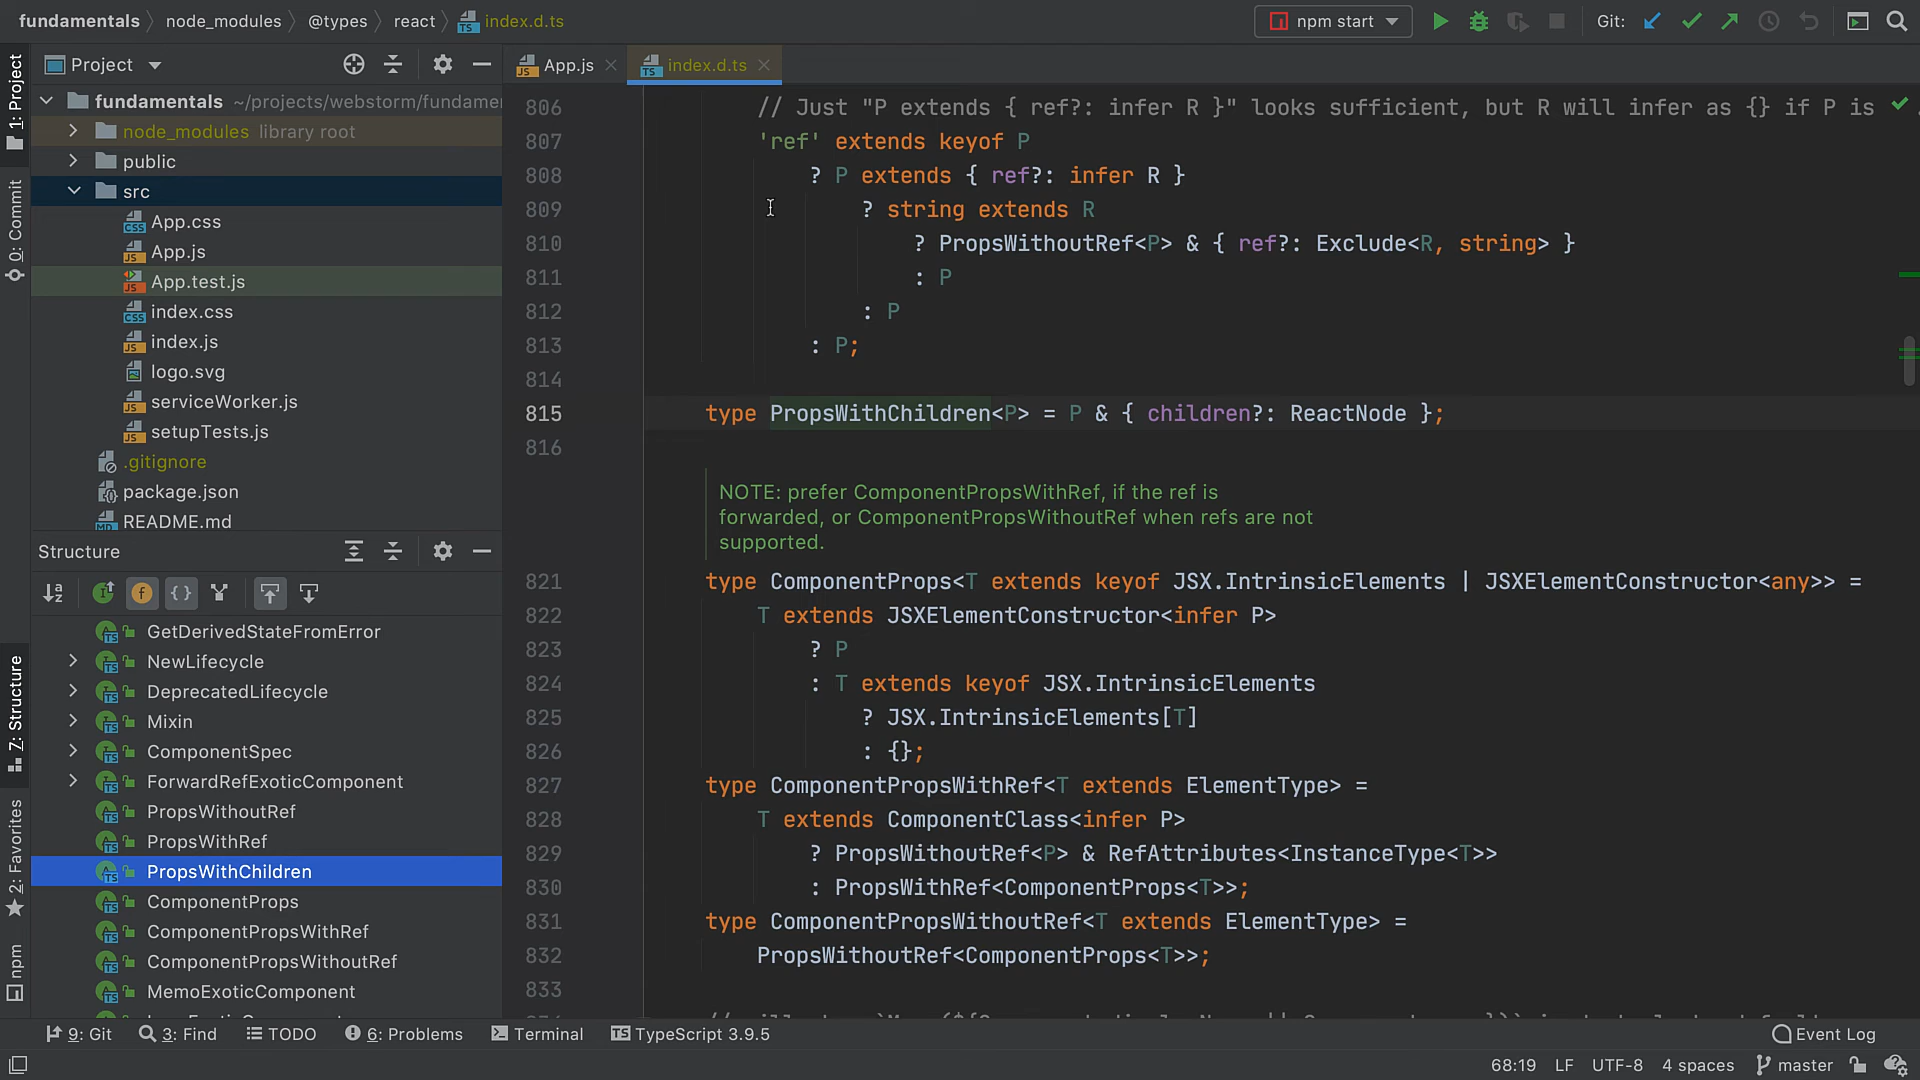 fundamentals node_modules @types react index.d.ts
npm start
Git:
1: Project
0: Commit
7: Structure
2: Favorites
npm
Project
fundamentals ~/projects/webstorm/fundamen
node_modules library root
public
src
App.css
App.js
App.test.js
index.css
index.js
logo.svg
serviceWorker.js
setupTests.js
.gitignore
package.json
README.md
Structure
GetDerivedStateFromError
NewLifecycle
DeprecatedLifecycle
Mixin
ComponentSpec
ForwardRefExoticComponent
PropsWithoutRef
PropsWithRef
PropsWithChildren
ComponentProps
ComponentPropsWithRef
ComponentPropsWithoutRef
MemoExoticComponent
App.js index.d.ts
806 // Just "P extends { ref?: infer R }" looks sufficient, but R will infer as {} if P is
807 'ref' extends keyof P
808 ? P extends { ref?: infer R }
809 ? string extends R
810 ? PropsWithoutRef<P> & { ref?: Exclude<R, string> }
811 : P
812 : P
813 : P;
814
815 type PropsWithChildren<P> = P & { children?: ReactNode };
816
NOTE: prefer ComponentPropsWithRef, if the ref is
forwarded, or ComponentPropsWithoutRef when refs are not
supported.
821 type ComponentProps<T extends keyof JSX.IntrinsicElements | JSXElementConstructor<any>> =
822 T extends JSXElementConstructor<infer P>
823 ? P
824 : T extends keyof JSX.IntrinsicElements
825 ? JSX.IntrinsicElements[T]
826 : {};
827 type ComponentPropsWithRef<T extends ElementType> =
828 T extends ComponentClass<infer P>
829 ? PropsWithoutRef<P> & RefAttributes<InstanceType<T>>
830 : PropsWithRef<ComponentProps<T>>;
831 type ComponentPropsWithoutRef<T extends ElementType> =
832 PropsWithoutRef<ComponentProps<T>>;
833
9: Git 3: Find TODO 6: Problems Terminal TypeScript 3.9.5 Event Log
68:19 LF UTF-8 4 spaces master